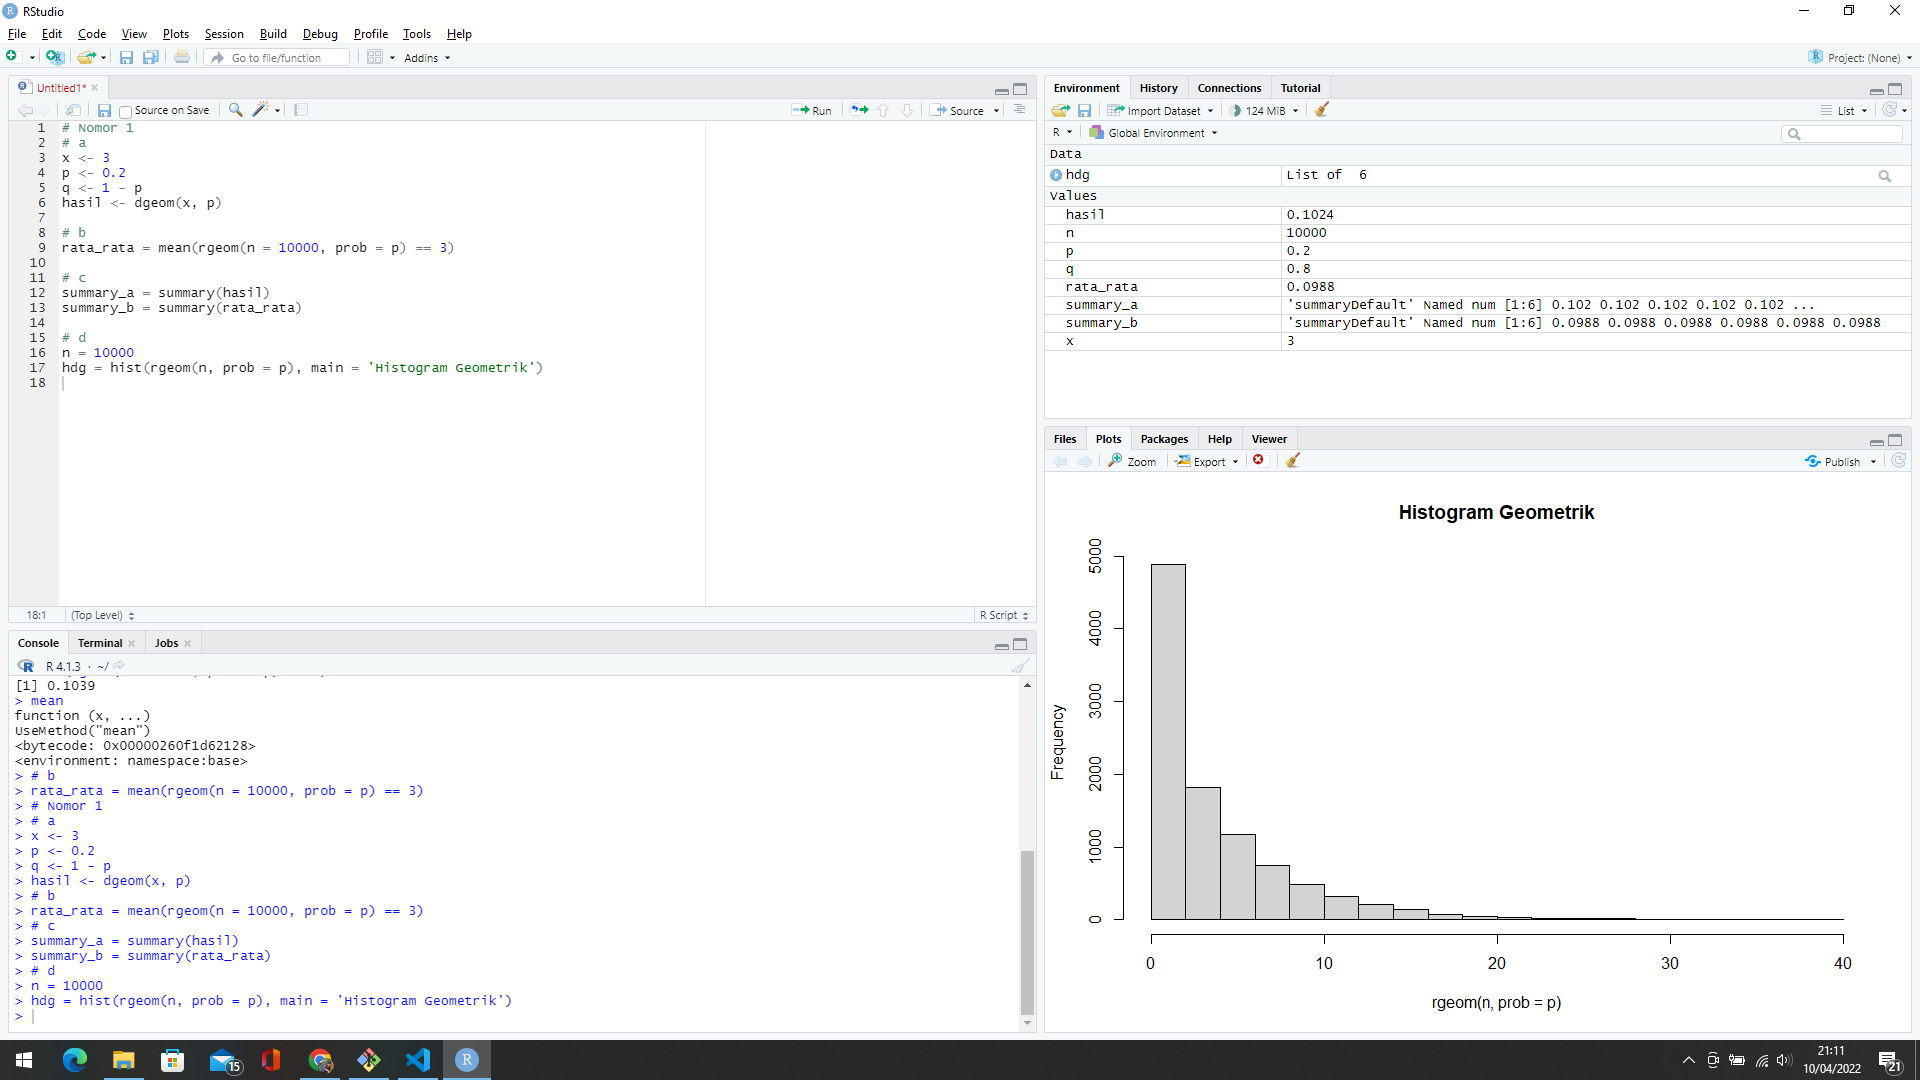 RStudio
File Edit Code View Plots Session Build Debug Profile Tools Help
Go to file/function Addins Project: (None)
Untitled1*
Source on Save Run Source
1 # Nomor 1
2 # a
3 x <- 3
4 p <- 0.2
5 q <- 1 - p
6 hasil <- dgeom(x, p)
7
8 # b
9 rata_rata = mean(rgeom(n = 10000, prob = p) == 3)
10
11 # c
12 summary_a = summary(hasil)
13 summary_b = summary(rata_rata)
14
15 # d
16 n = 10000
17 hdg = hist(rgeom(n, prob = p), main = 'Histogram Geometrik')
18
18:1 (Top Level) R Script
Console Terminal Jobs
R 4.1.3 · ~/
[1] 0.1039
> mean
function (x, ...)
UseMethod("mean")
<bytecode: 0x00000260f1d62128>
<environment: namespace:base>
> # b
> rata_rata = mean(rgeom(n = 10000, prob = p) == 3)
> # Nomor 1
> # a
> x <- 3
> p <- 0.2
> q <- 1 - p
> hasil <- dgeom(x, p)
> # b
> rata_rata = mean(rgeom(n = 10000, prob = p) == 3)
> # c
> summary_a = summary(hasil)
> summary_b = summary(rata_rata)
> # d
> n = 10000
> hdg = hist(rgeom(n, prob = p), main = 'Histogram Geometrik')
>
Environment History Connections Tutorial
Import Dataset 124 MiB List
R Global Environment
Data
hdg List of 6
Values
hasil 0.1024
n 10000
p 0.2
q 0.8
rata_rata 0.0988
summary_a 'summaryDefault' Named num [1:6] 0.102 0.102 0.102 0.102 0.102 ...
summary_b 'summaryDefault' Named num [1:6] 0.0988 0.0988 0.0988 0.0988 0.0988 0.0988
x 3
Files Plots Packages Help Viewer
Zoom Export Publish
Histogram Geometrik
Frequency
5000
4000
3000
2000
1000
0
0 10 20 30 40
rgeom(n, prob = p)
15
R
21:11
10/04/2022
21